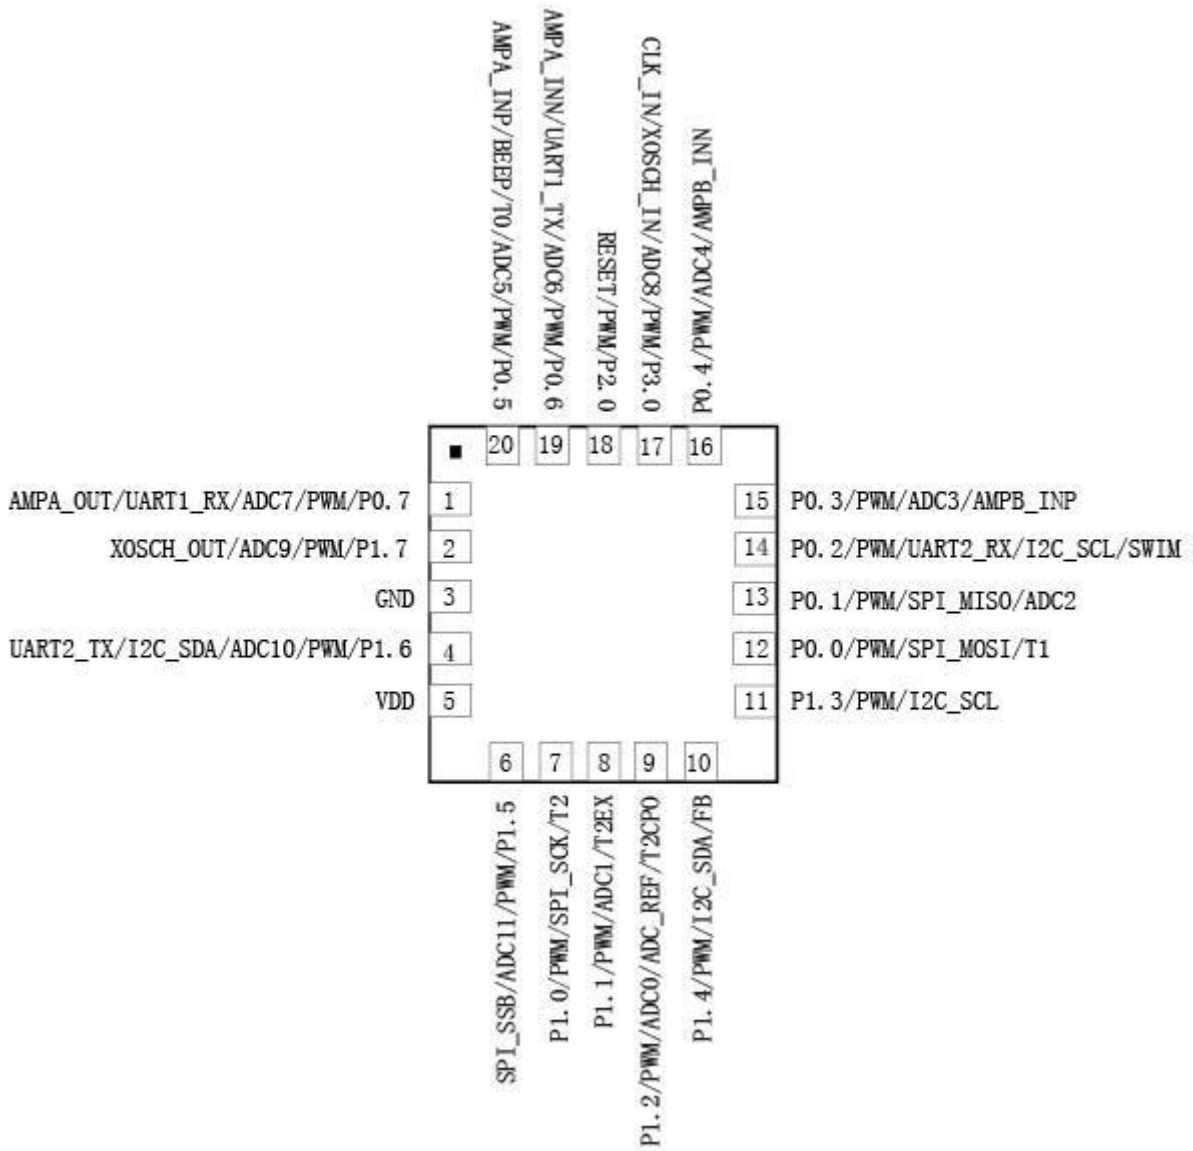 AMPA_INP/BEEP/T0/ADC5/PWM/P0.5
AMPA_INN/UART1_TX/ADC6/PWM/P0.6
RESET/PWM/P2.0
CLK_IN/XOSCH_IN/ADC8/PWM/P3.0
P0.4/PWM/ADC4/AMPB_INN
20 19 18 17 16
AMPA_OUT/UART1_RX/ADC7/PWM/P0.7 1
15 P0.3/PWM/ADC3/AMPB_INP
XOSCH_OUT/ADC9/PWM/P1.7 2
14 P0.2/PWM/UART2_RX/I2C_SCL/SWIM
GND 3
13 P0.1/PWM/SPI_MISO/ADC2
UART2_TX/I2C_SDA/ADC10/PWM/P1.6 4
12 P0.0/PWM/SPI_MOSI/T1
VDD 5
11 P1.3/PWM/I2C_SCL
6 7 8 9 10
SPI_SSB/ADC11/PWM/P1.5
P1.0/PWM/SPI_SCK/T2
P1.1/PWM/ADC1/T2EX
P1.2/PWM/ADC0/ADC_REF/T2CP0
P1.4/PWM/I2C_SDA/FB